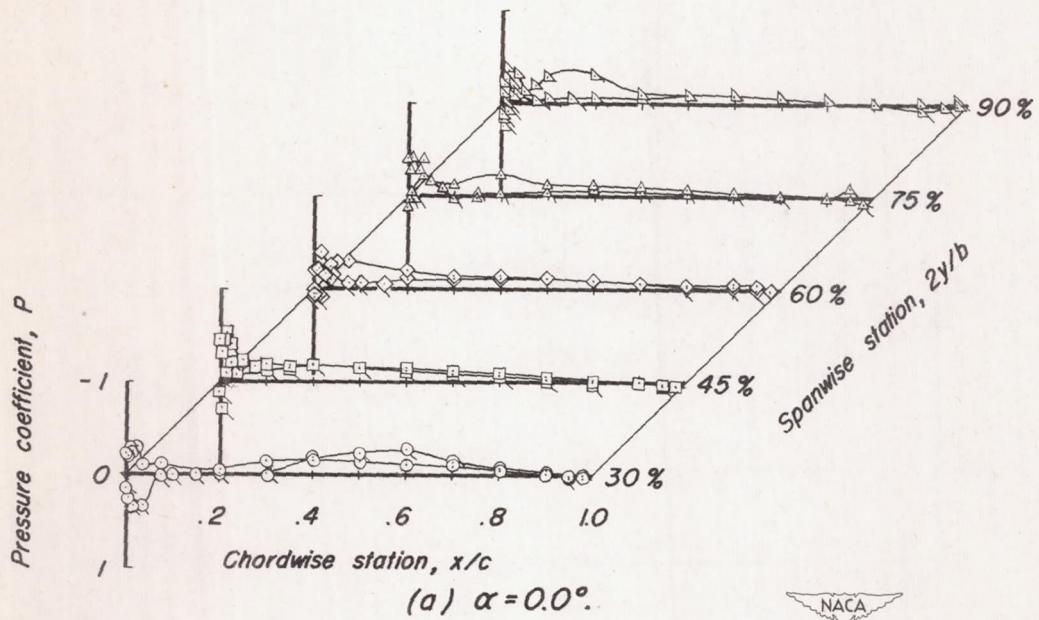 90%
75%
60%
45%
30%
Spanwise station, 2y/b
Pressure coefficient, P
-1
0
1
.2 .4 .6 .8 1.0
Chordwise station, x/c
(a) α = 0.0°.
NACA